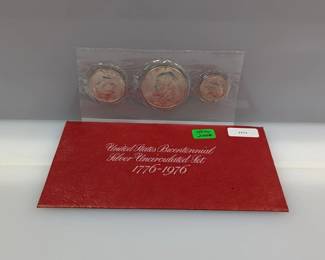 United States Bicentennial
Silver Uncirculated Set
1776-1976